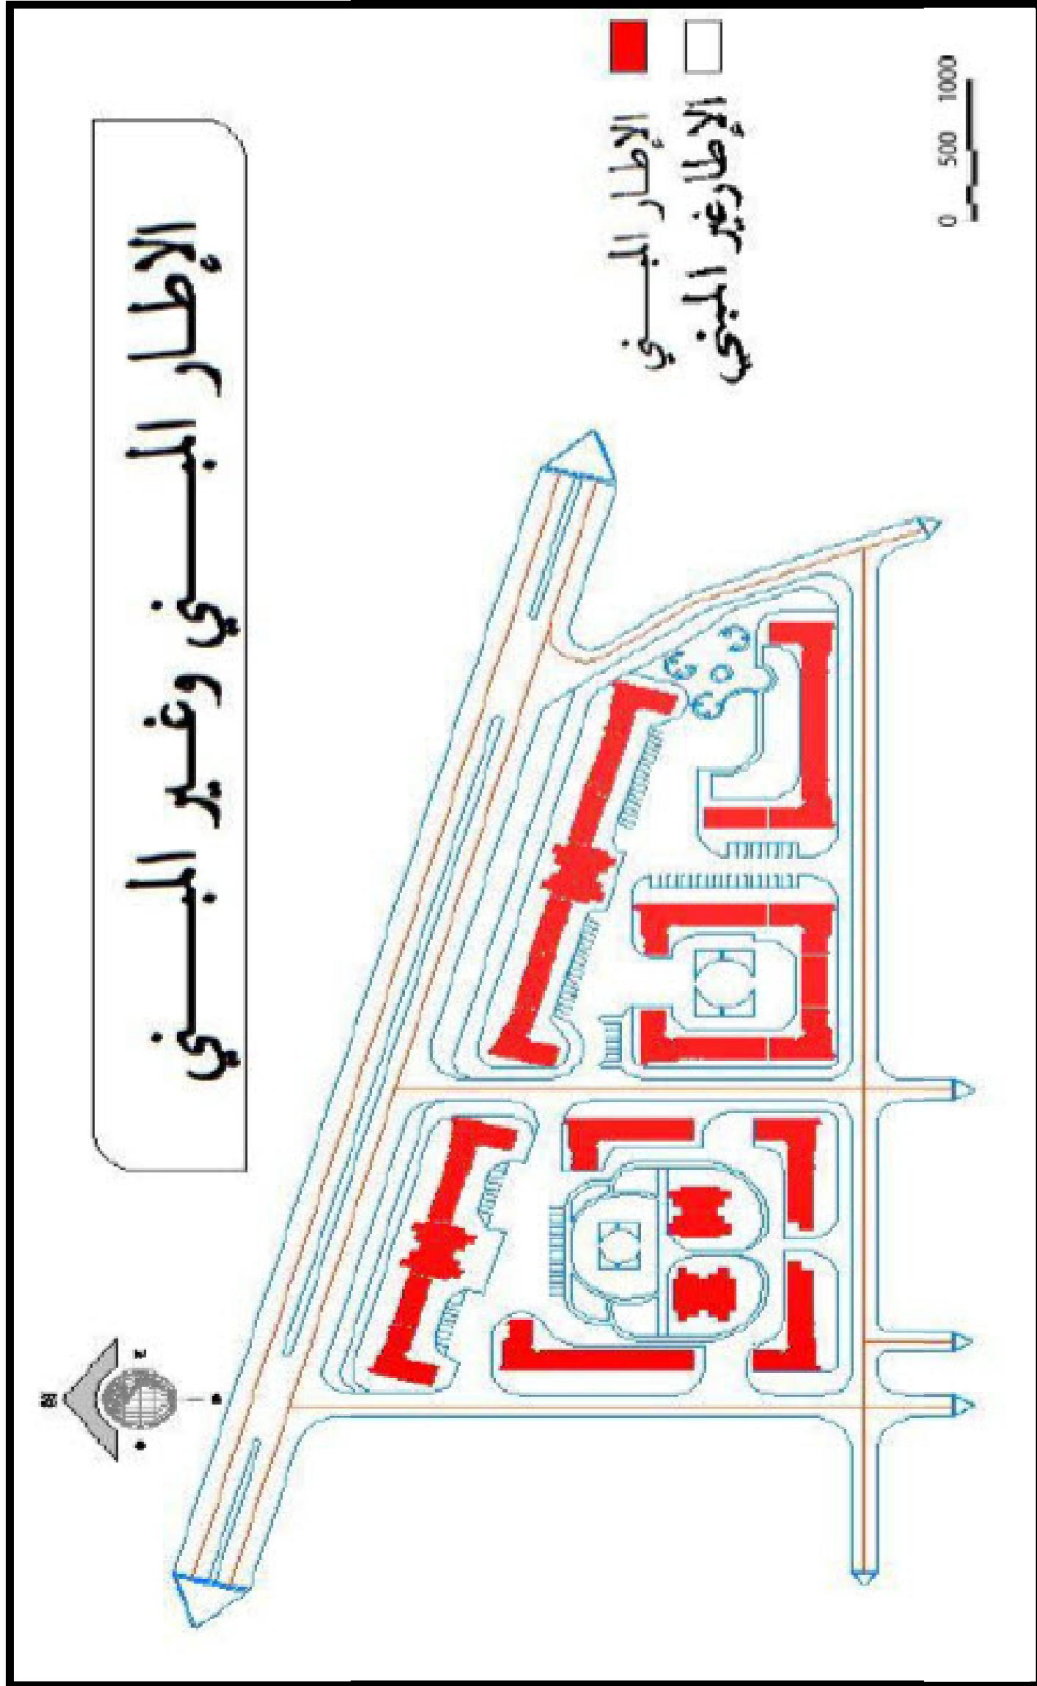 الإطار المبني وغير المبني
الإطار المبني
الإطار غير المبني
0 500 1000